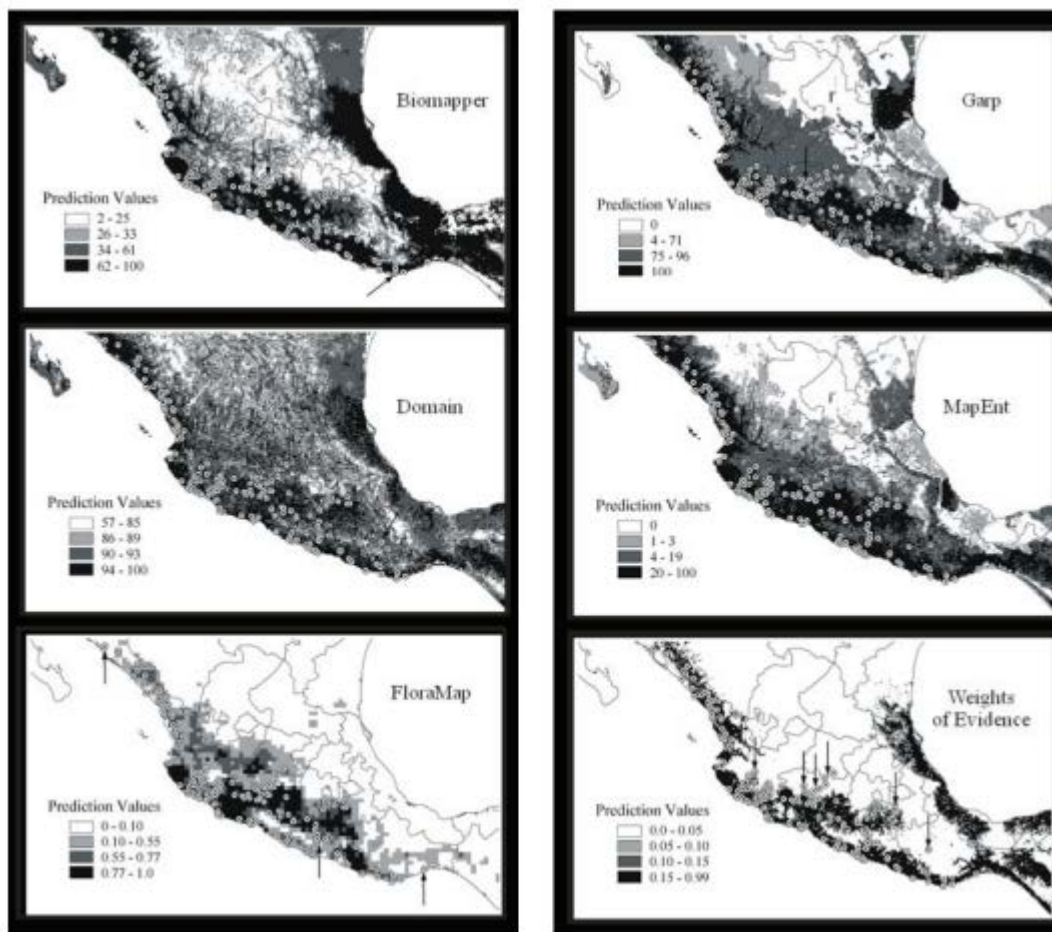 Biomapper
Prediction Values
2 - 25
26 - 33
34 - 61
62 - 100
Domain
Prediction Values
57 - 85
86 - 89
90 - 93
94 - 100
FloraMap
Prediction Values
0 - 0.10
0.10 - 0.55
0.55 - 0.77
0.77 - 1.0
Garp
Prediction Values
0
4 - 71
75 - 96
100
MapEnt
Prediction Values
0
1 - 3
4 - 19
20 - 100
Weights
of Evidence
Prediction Values
0.0 - 0.05
0.05 - 0.10
0.10 - 0.15
0.15 - 0.99